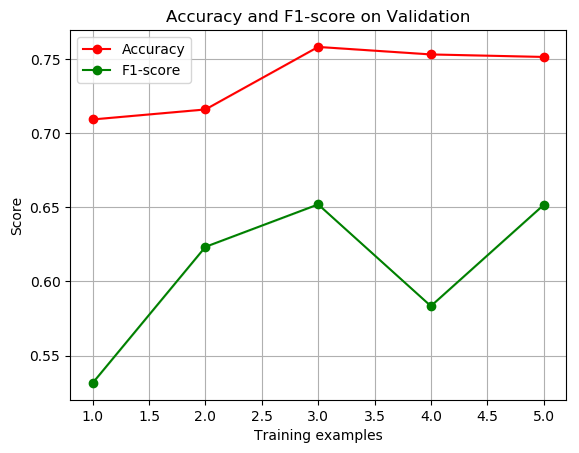 Accuracy and F1-score on Validation
Accuracy
F1-score
0.75
0.70
0.65
0.60
0.55
Score
1.0 1.5 2.0 2.5 3.0 3.5 4.0 4.5 5.0
Training examples